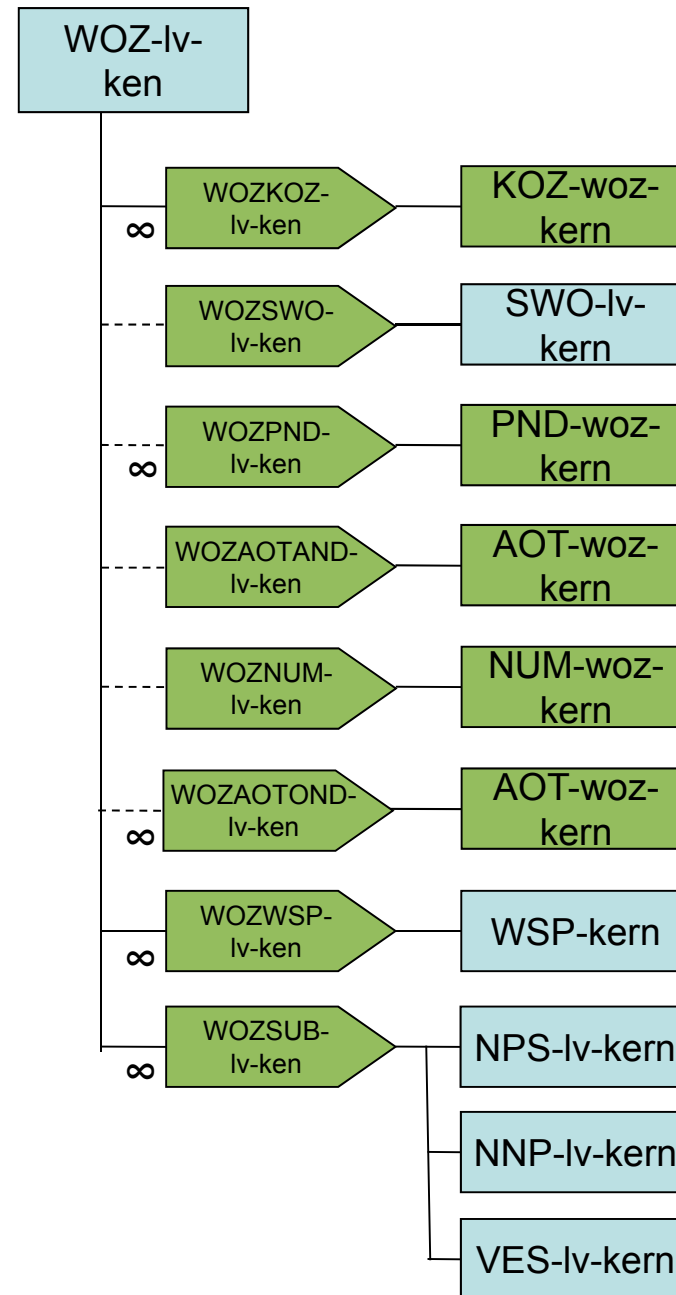 WOZ-lv-
ken
WOZKOZ-
lv-ken
KOZ-woz-
kern
∞
WOZSWO-
lv-ken
SWO-lv-
kern
WOZPND-
lv-ken
PND-woz-
kern
∞
WOZAOTAND-
lv-ken
AOT-woz-
kern
WOZNUM-
lv-ken
NUM-woz-
kern
WOZAOTOND-
lv-ken
AOT-woz-
kern
∞
WOZWSP-
lv-ken
WSP-kern
∞
WOZSUB-
lv-ken
NPS-lv-kern
∞
NNP-lv-kern
VES-lv-kern